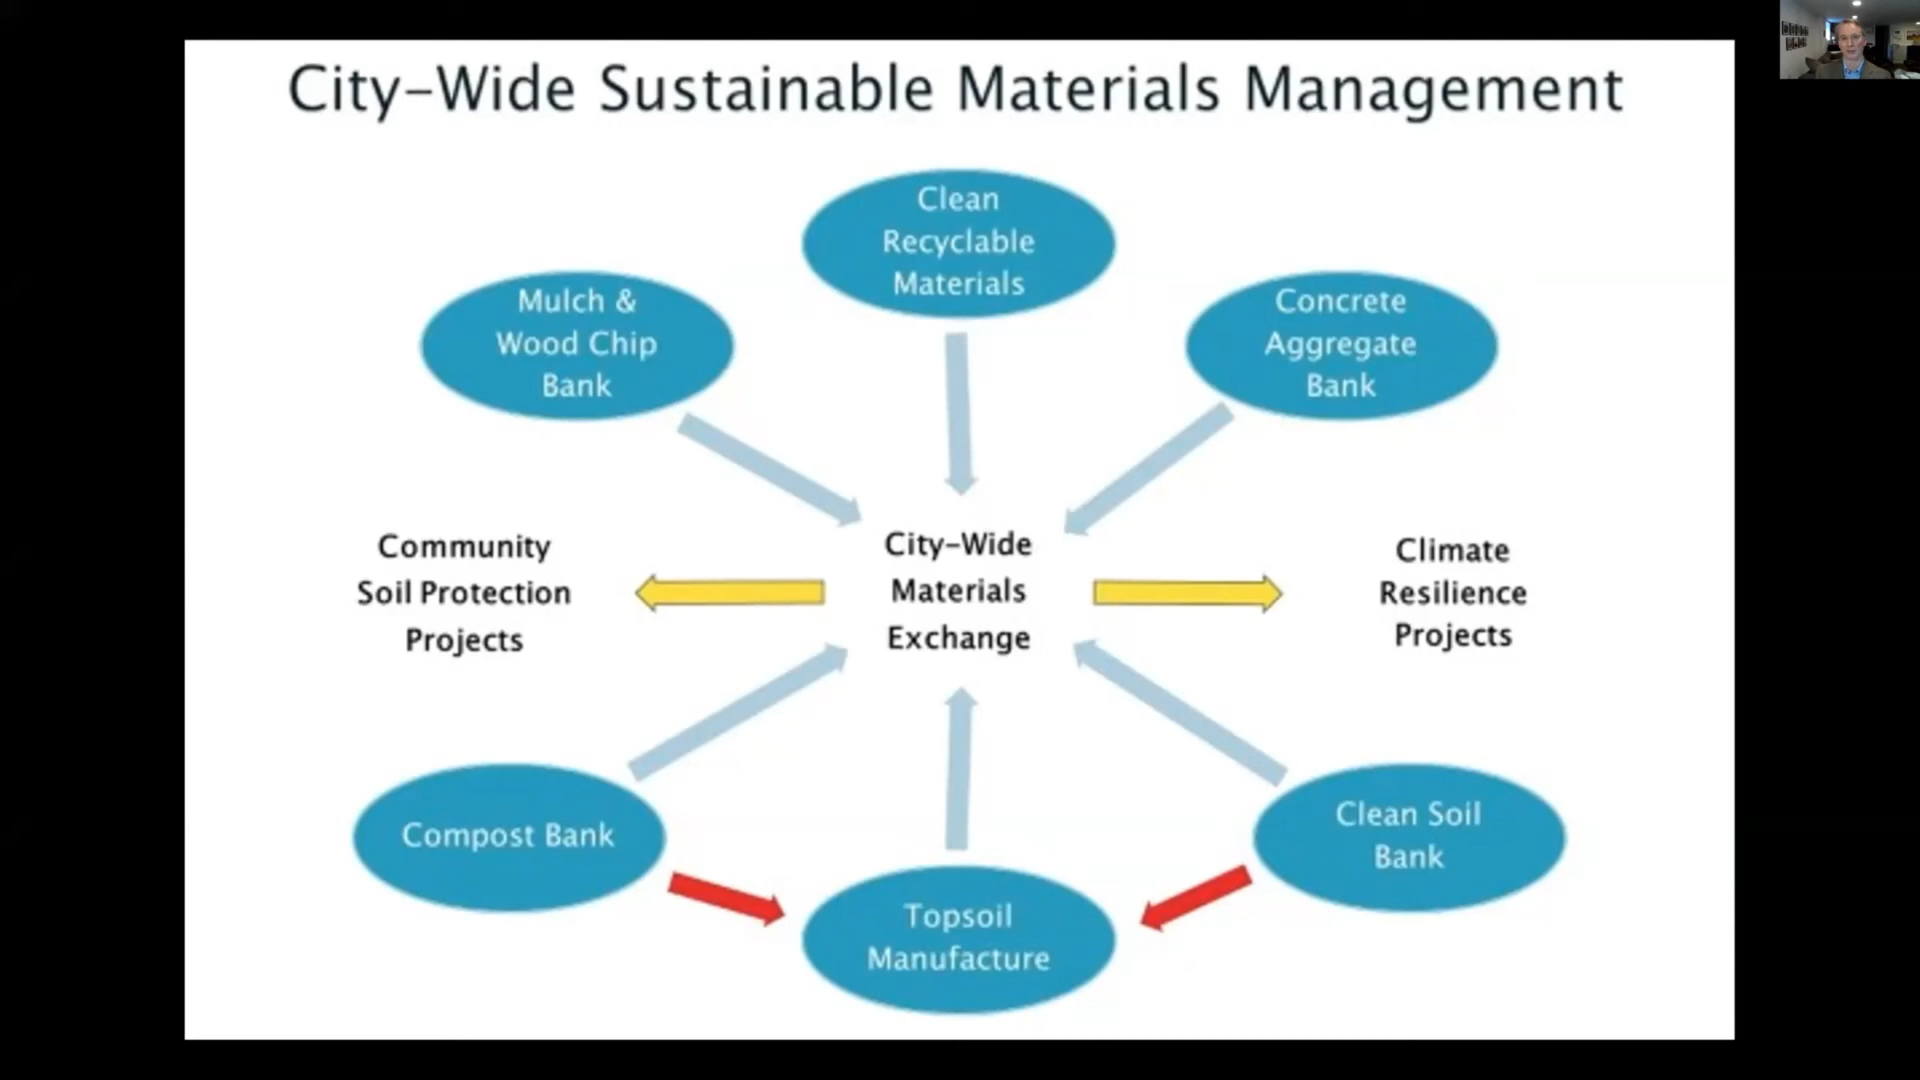 City-Wide Sustainable Materials Management
Clean
Recyclable
Materials
Mulch &
Wood Chip
Bank
Concrete
Aggregate
Bank
Community
Soil Protection
Projects
City-Wide
Materials
Exchange
Climate
Resilience
Projects
Compost Bank
Clean Soil
Bank
Topsoil
Manufacture